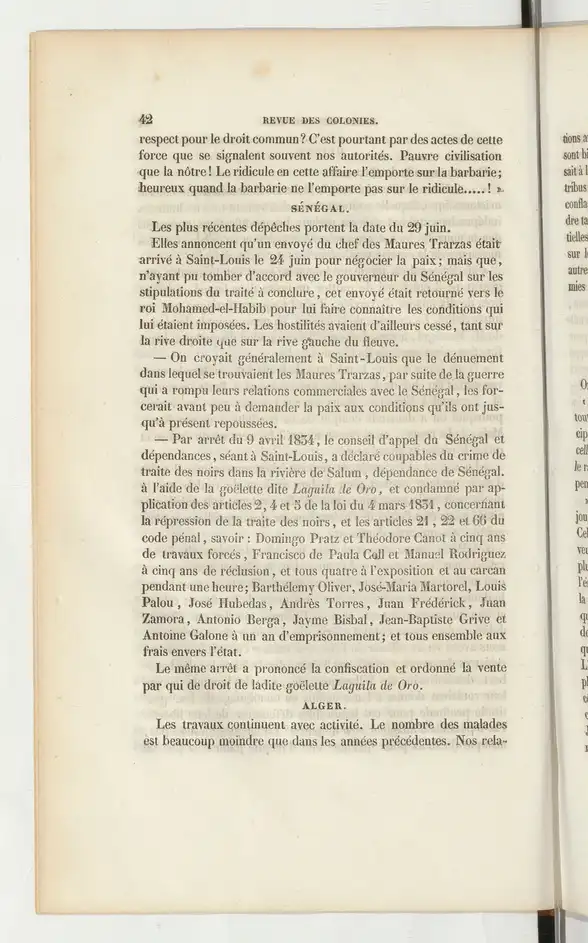 42 REVUE DES COLONIES.
respect pour le droit commun? C'est pourtant par des actes de cette
force que se signalent souvent nos autorités. Pauvre civilisation
que la nôtre! Le ridicule en cette affaire l'emporte sur la barbarie;
heureux quand la barbarie ne l'emporte pas sur le ridicule.....! »
SÉNÉGAL.
Les plus récentes dépêches portent la date du 29 juin.
Elles annoncent qu'un envoyé du chef des Maures Trarzas était
arrivé à Saint-Louis le 24 juin pour négocier la paix; mais que,
n'ayant pu tomber d'accord avec le gouverneur du Sénégal sur les
stipulations du traité à conclure, cet envoyé était retourné vers le
roi Mohamed-el-Habib pour lui faire connaître les conditions qui
lui étaient imposées. Les hostilités avaient d'ailleurs cessé, tant sur
la rive droite que sur la rive gauche du fleuve.
— On croyait généralement à Saint-Louis que le dénuement
dans lequel se trouvaient les Maures Trarzas, par suite de la guerre
qui a rompu leurs relations commerciales avec le Sénégal, les for-
cerait avant peu à demander la paix aux conditions qu'ils ont jus-
qu'à présent repoussées.
— Par arrêt du 9 avril 1834, le conseil d'appel du Sénégal et
dépendances, séant à Saint-Louis, a déclaré coupables du crime de
traite des noirs dans la rivière de Salum, dépendance de Sénégal.
à l'aide de la goëlette dite Laguila de Oro, et condamné par ap-
plication des articles 2, 4 et 5 de la loi du 4 mars 1831, concernant
la répression de la traite des noirs, et les articles 21, 22 et 66 du
code pénal, savoir: Domingo Pratz et Théodore Canot à cinq ans
de travaux forcés, Francisco de Paula Coll et Manuel Rodriguez
à cinq ans de réclusion, et tous quatre à l'exposition et au carcan
pendant une heure; Barthélemy Oliver, José-Maria Martorel, Louis
Palou, José Hubedas, Andrès Torres, Juan Frédérick, Juan
Zamora, Antonio Berga, Jayme Bisbal, Jean-Baptiste Grive et
Antoine Galone à un an d'emprisonnement; et tous ensemble aux
frais envers l'état.
Le même arrêt a prononcé la confiscation et ordonné la vente
par qui de droit de ladite goëlette Laguila de Oro.
ALGER.
Les travaux continuent avec activité. Le nombre des malades
est beaucoup moindre que dans les années précédentes. Nos rela-